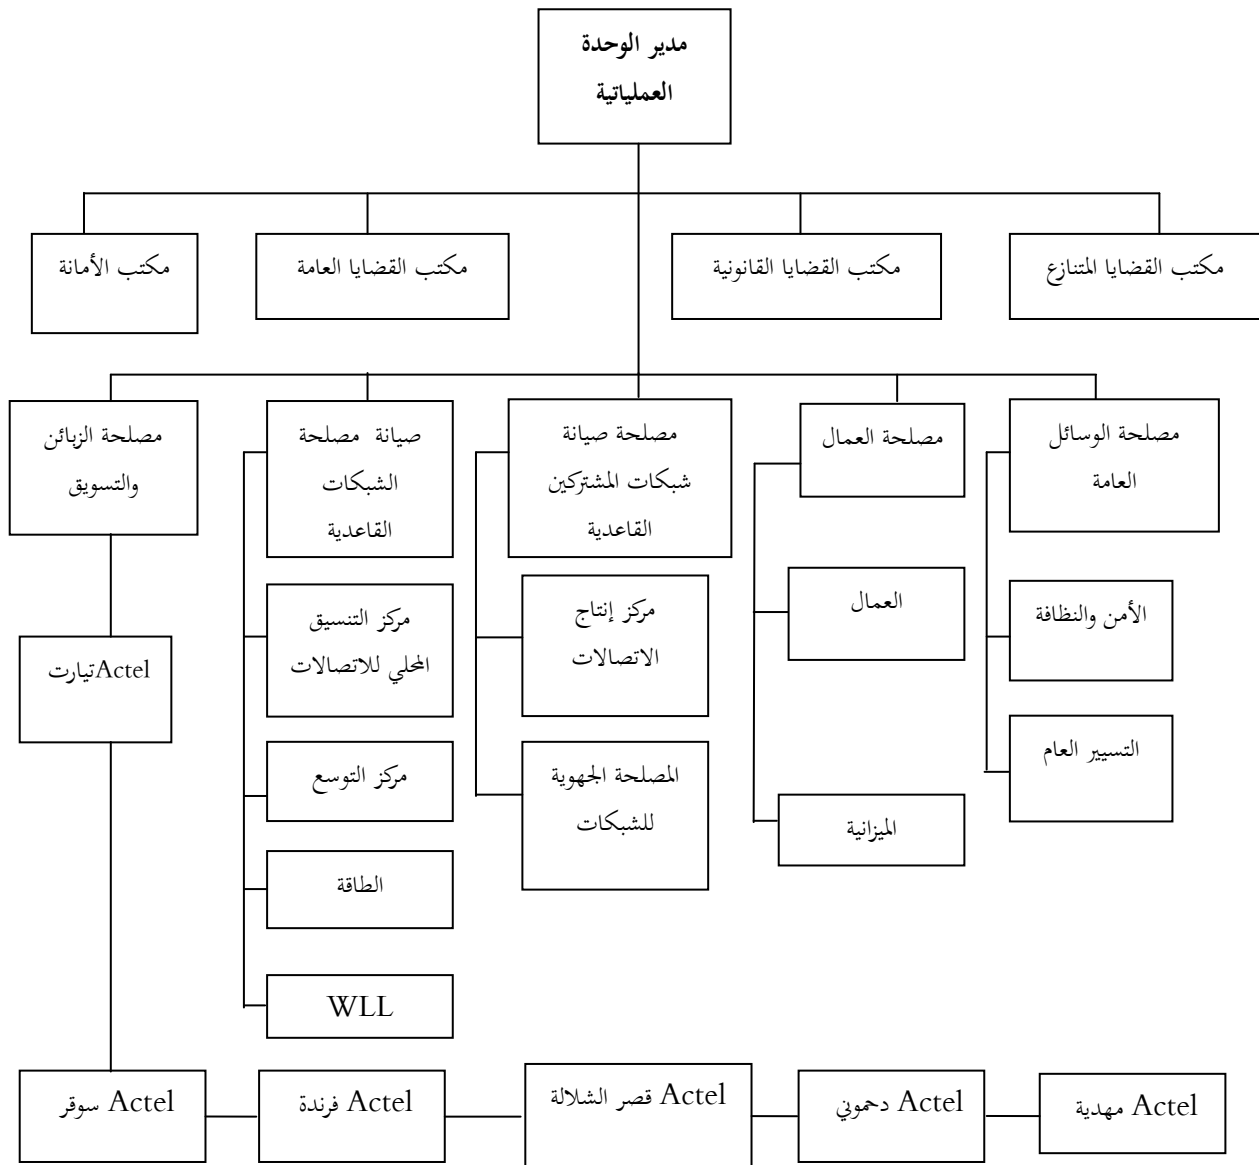 مدير الوحدة
العملياتية
مكتب القضايا المتنازع
مكتب القضايا القانونية
مكتب القضايا العامة
مكتب الأمانة
مصلحة الوسائل
العامة
مصلحة العمال
مصلحة صيانة
شبكات المشتركين
القاعدية
صيانة مصلحة
الشبكات
القاعدية
مصلحة الزبائن
والتسويق
الأمن والنظافة
العمال
مركز إنتاج
الاتصالات
مركز التنسيق
المحلي للاتصالات
Actelتيارت
التسيير العام
الميزانية
المصلحة الجهوية
للشبكات
مركز التوسع
الطاقة
WLL
Actel مهدية
Actel دحموني
Actel قصر الشلالة
Actel فرندة
Actel سوقر